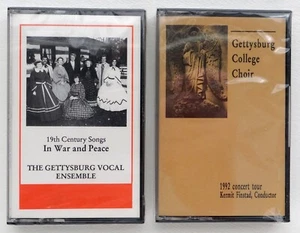 19th Century Songs
In War and Peace
THE GETTYSBURG VOCAL
ENSEMBLE
Gettysburg
College
Choir
1992 concert tour
Kermit Finstad, Conductor